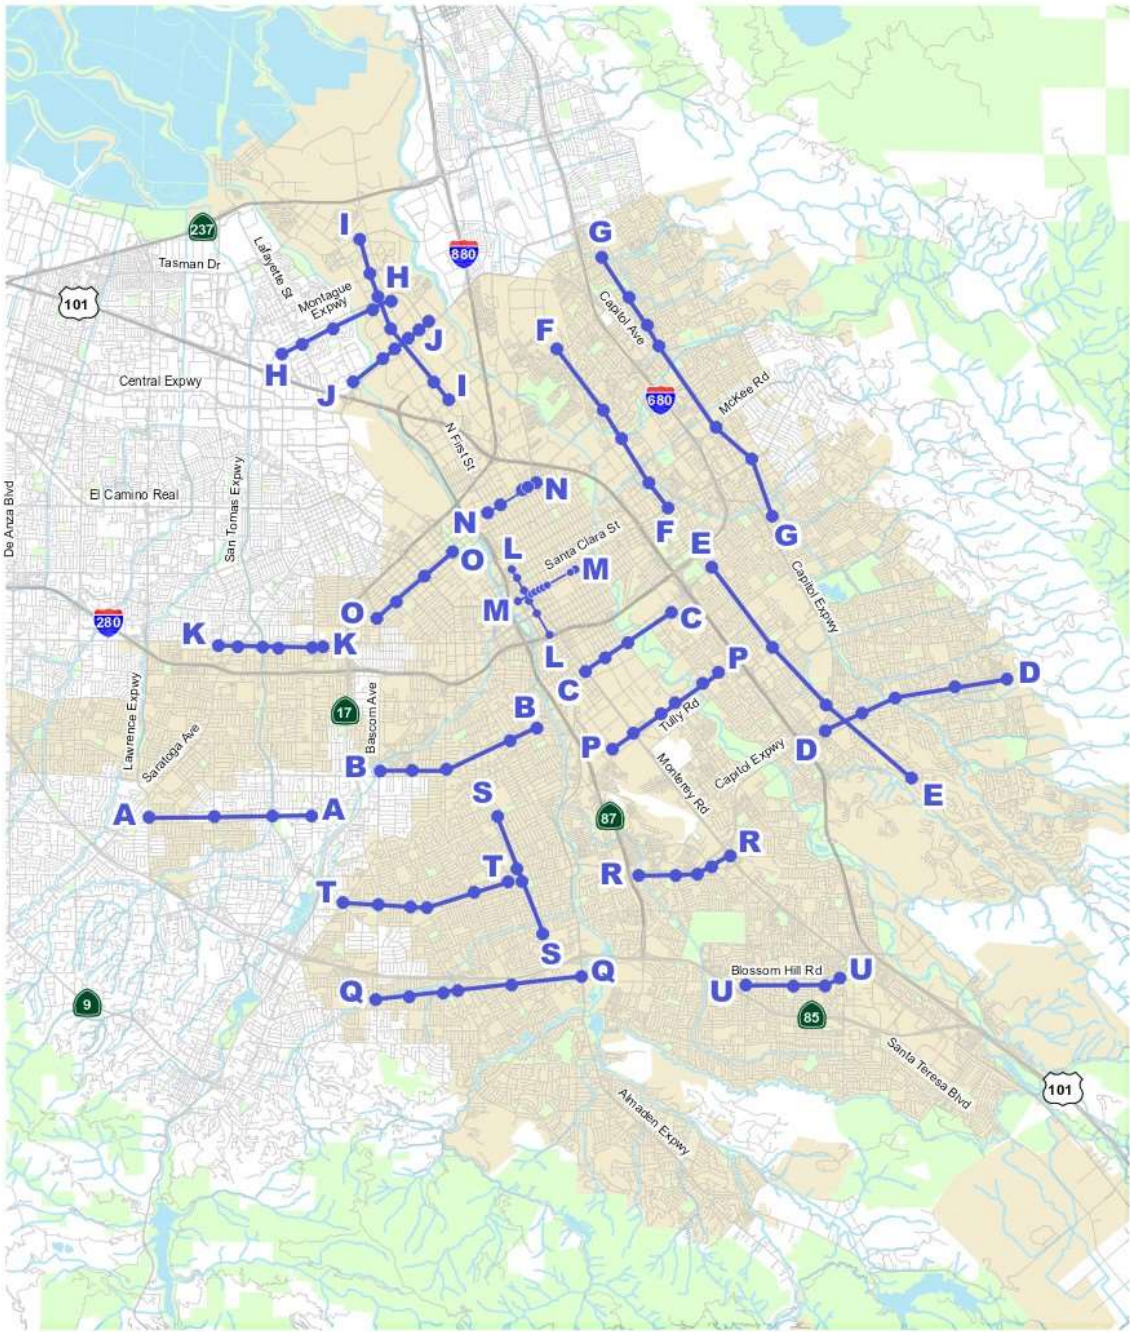 237
Tasman Dr
Lafayette St
I
880
G
101
Montague
Expwy
H
Capitol Ave
F
J
H
Central Expwy
J
I
680
McKee Rd
N First St
De Anza Blvd
El Camino Real
San Tomas Expwy
N
N
F
G
L
Santa Clara St
E
O
M
M
Capitol Expwy
O
280
K
K
L
C
C
P
D
Lawrence Expwy
17
Bascom Ave
B
Tully Rd
Saratoga Ave
P
D
B
Monterey Rd
Capitol Expwy
S
E
A
A
87
R
T
T
R
S
Q
Q
Blossom Hill Rd
U
U
9
85
Santa Teresa Blvd
101
Almaden Expwy